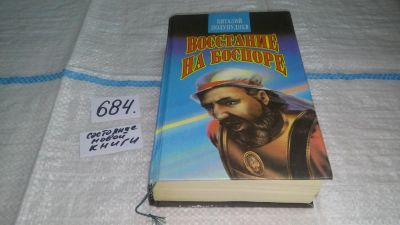 ВИТАЛИЙ ПОЛУПУДНЕВ
ВОССТАНИЕ
НА БОСПОРЕ
684.
состояние
новой
книги